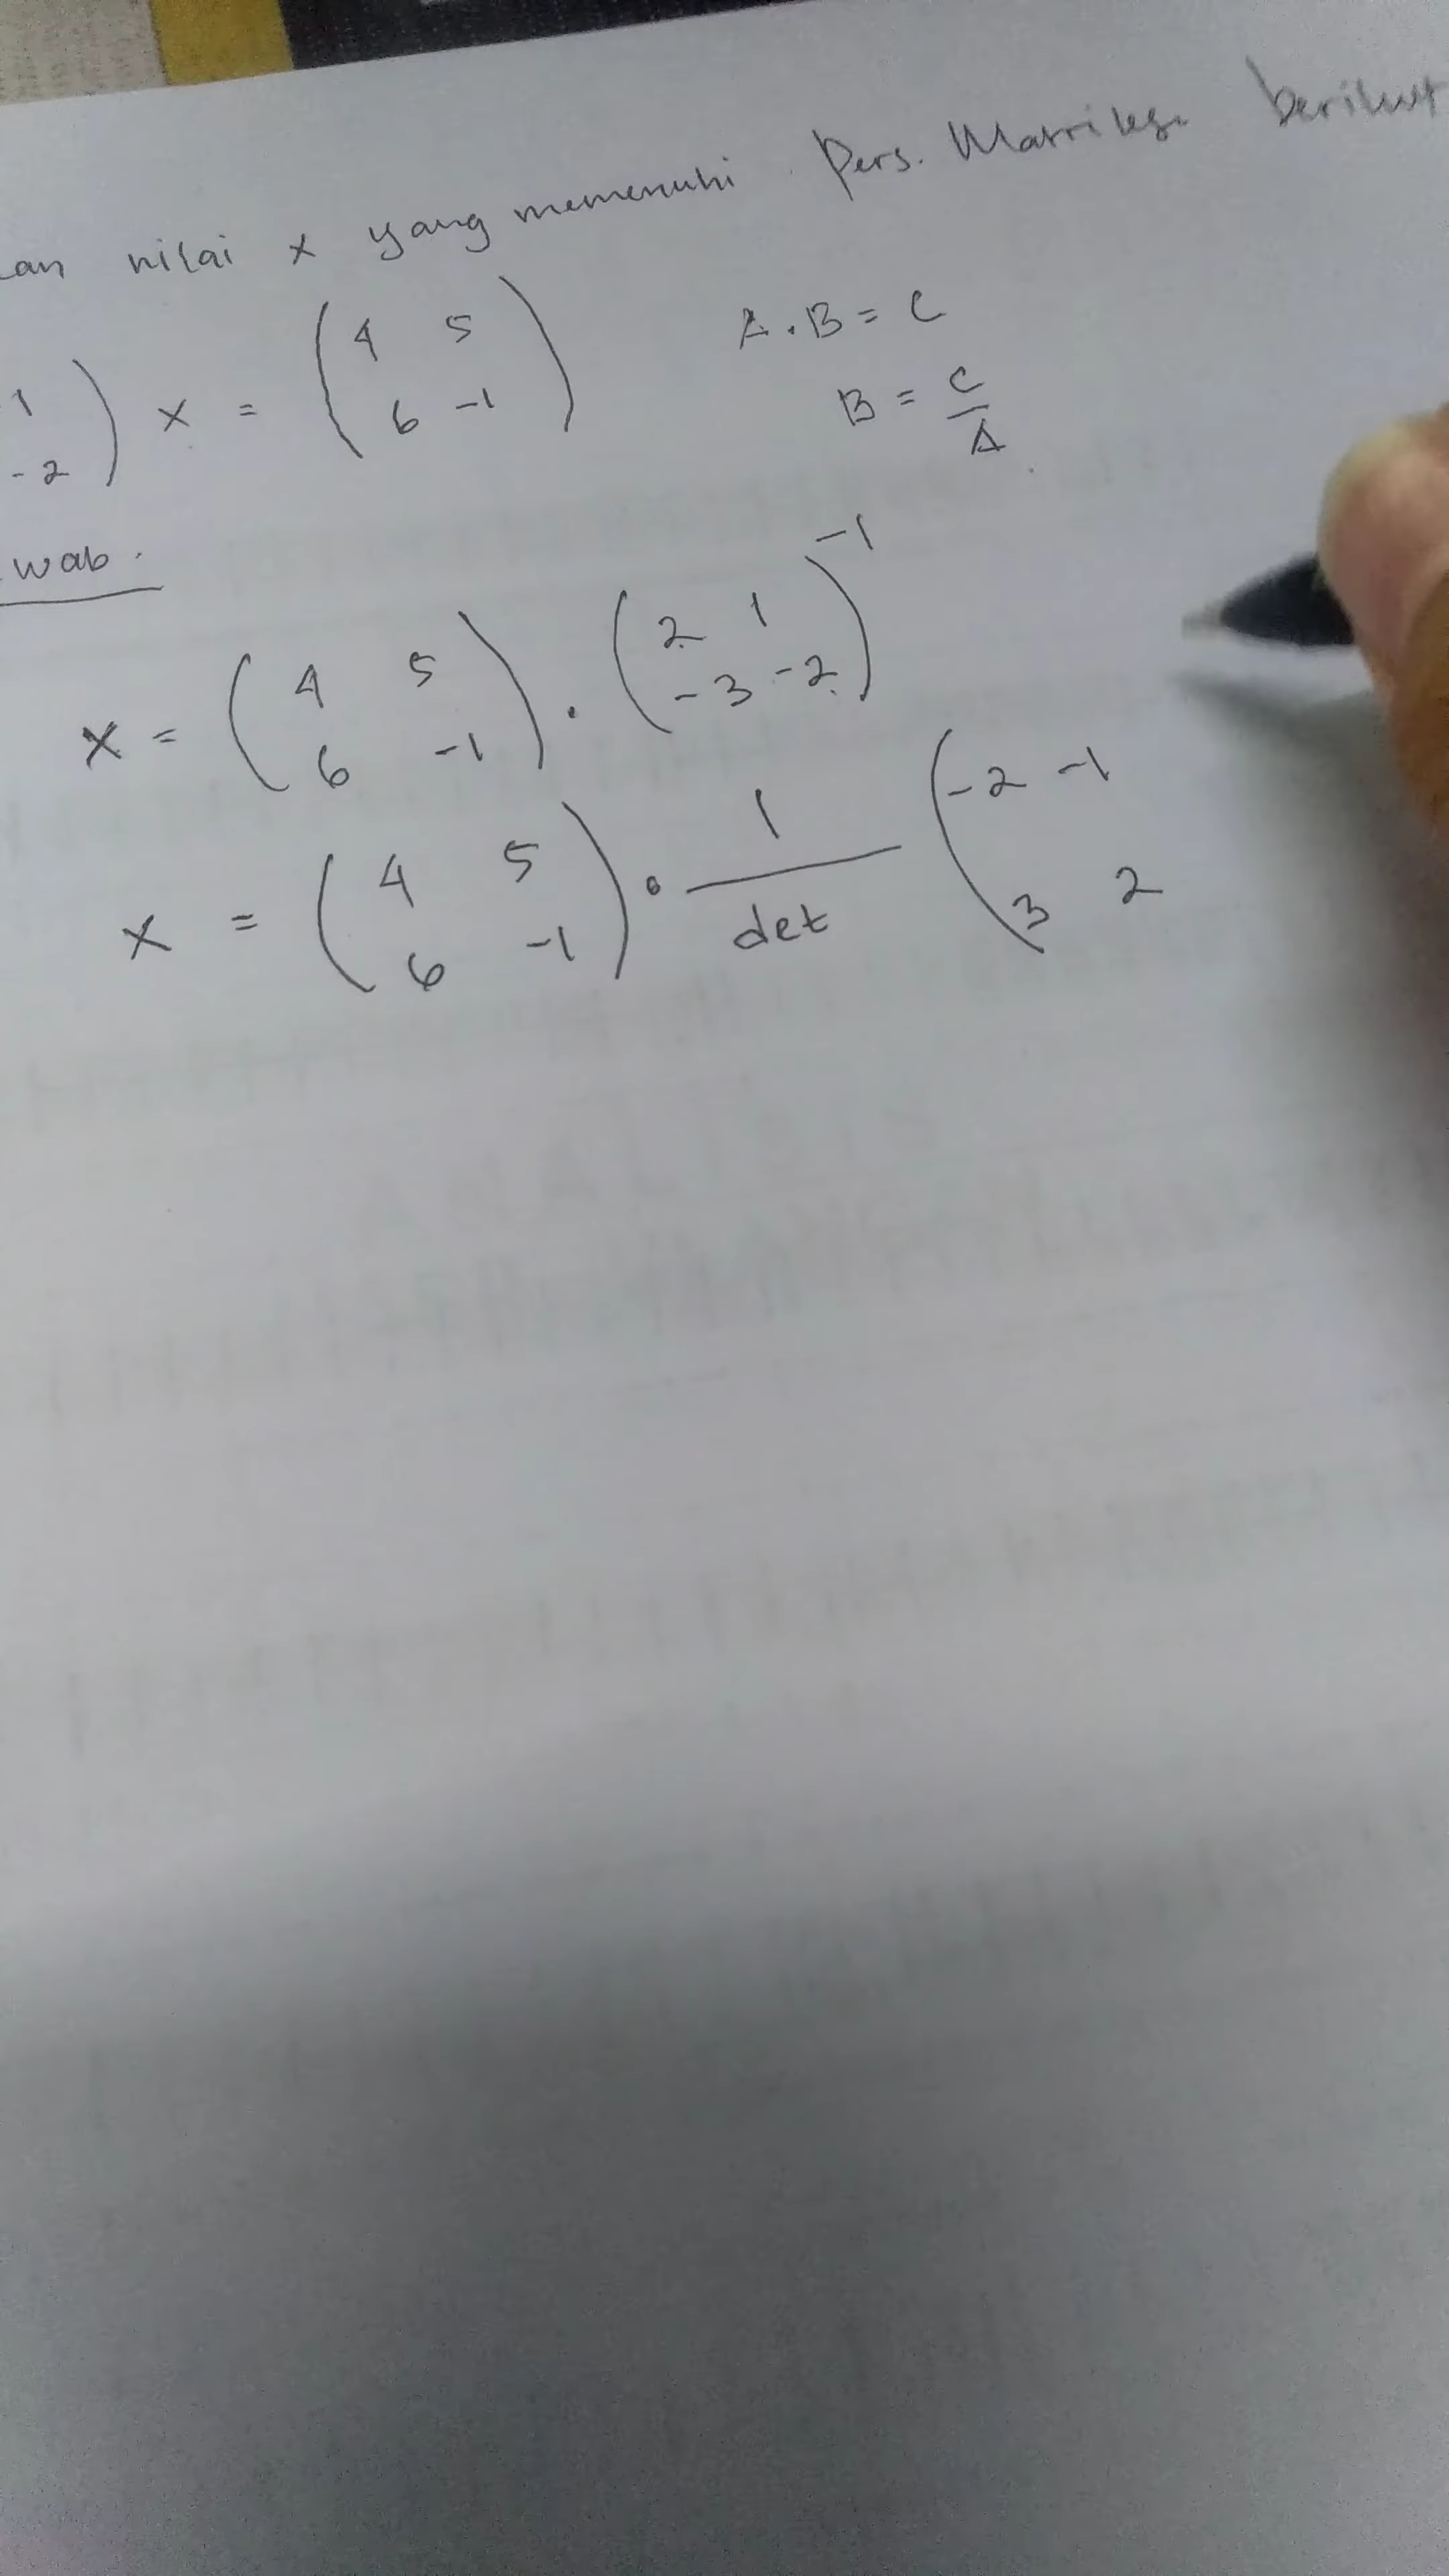 an nilai x yang memenuhi Pers. Matriks berikut
1
-2 ) x = ( 4 5
6 -1 )
A . B = C
B = C/A
wab.
x = ( 4 5
6 -1 ) . ( 2 1
-3 -2 )^-1
x = ( 4 5
6 -1 ) . 1/det ( -2 -1
3 2